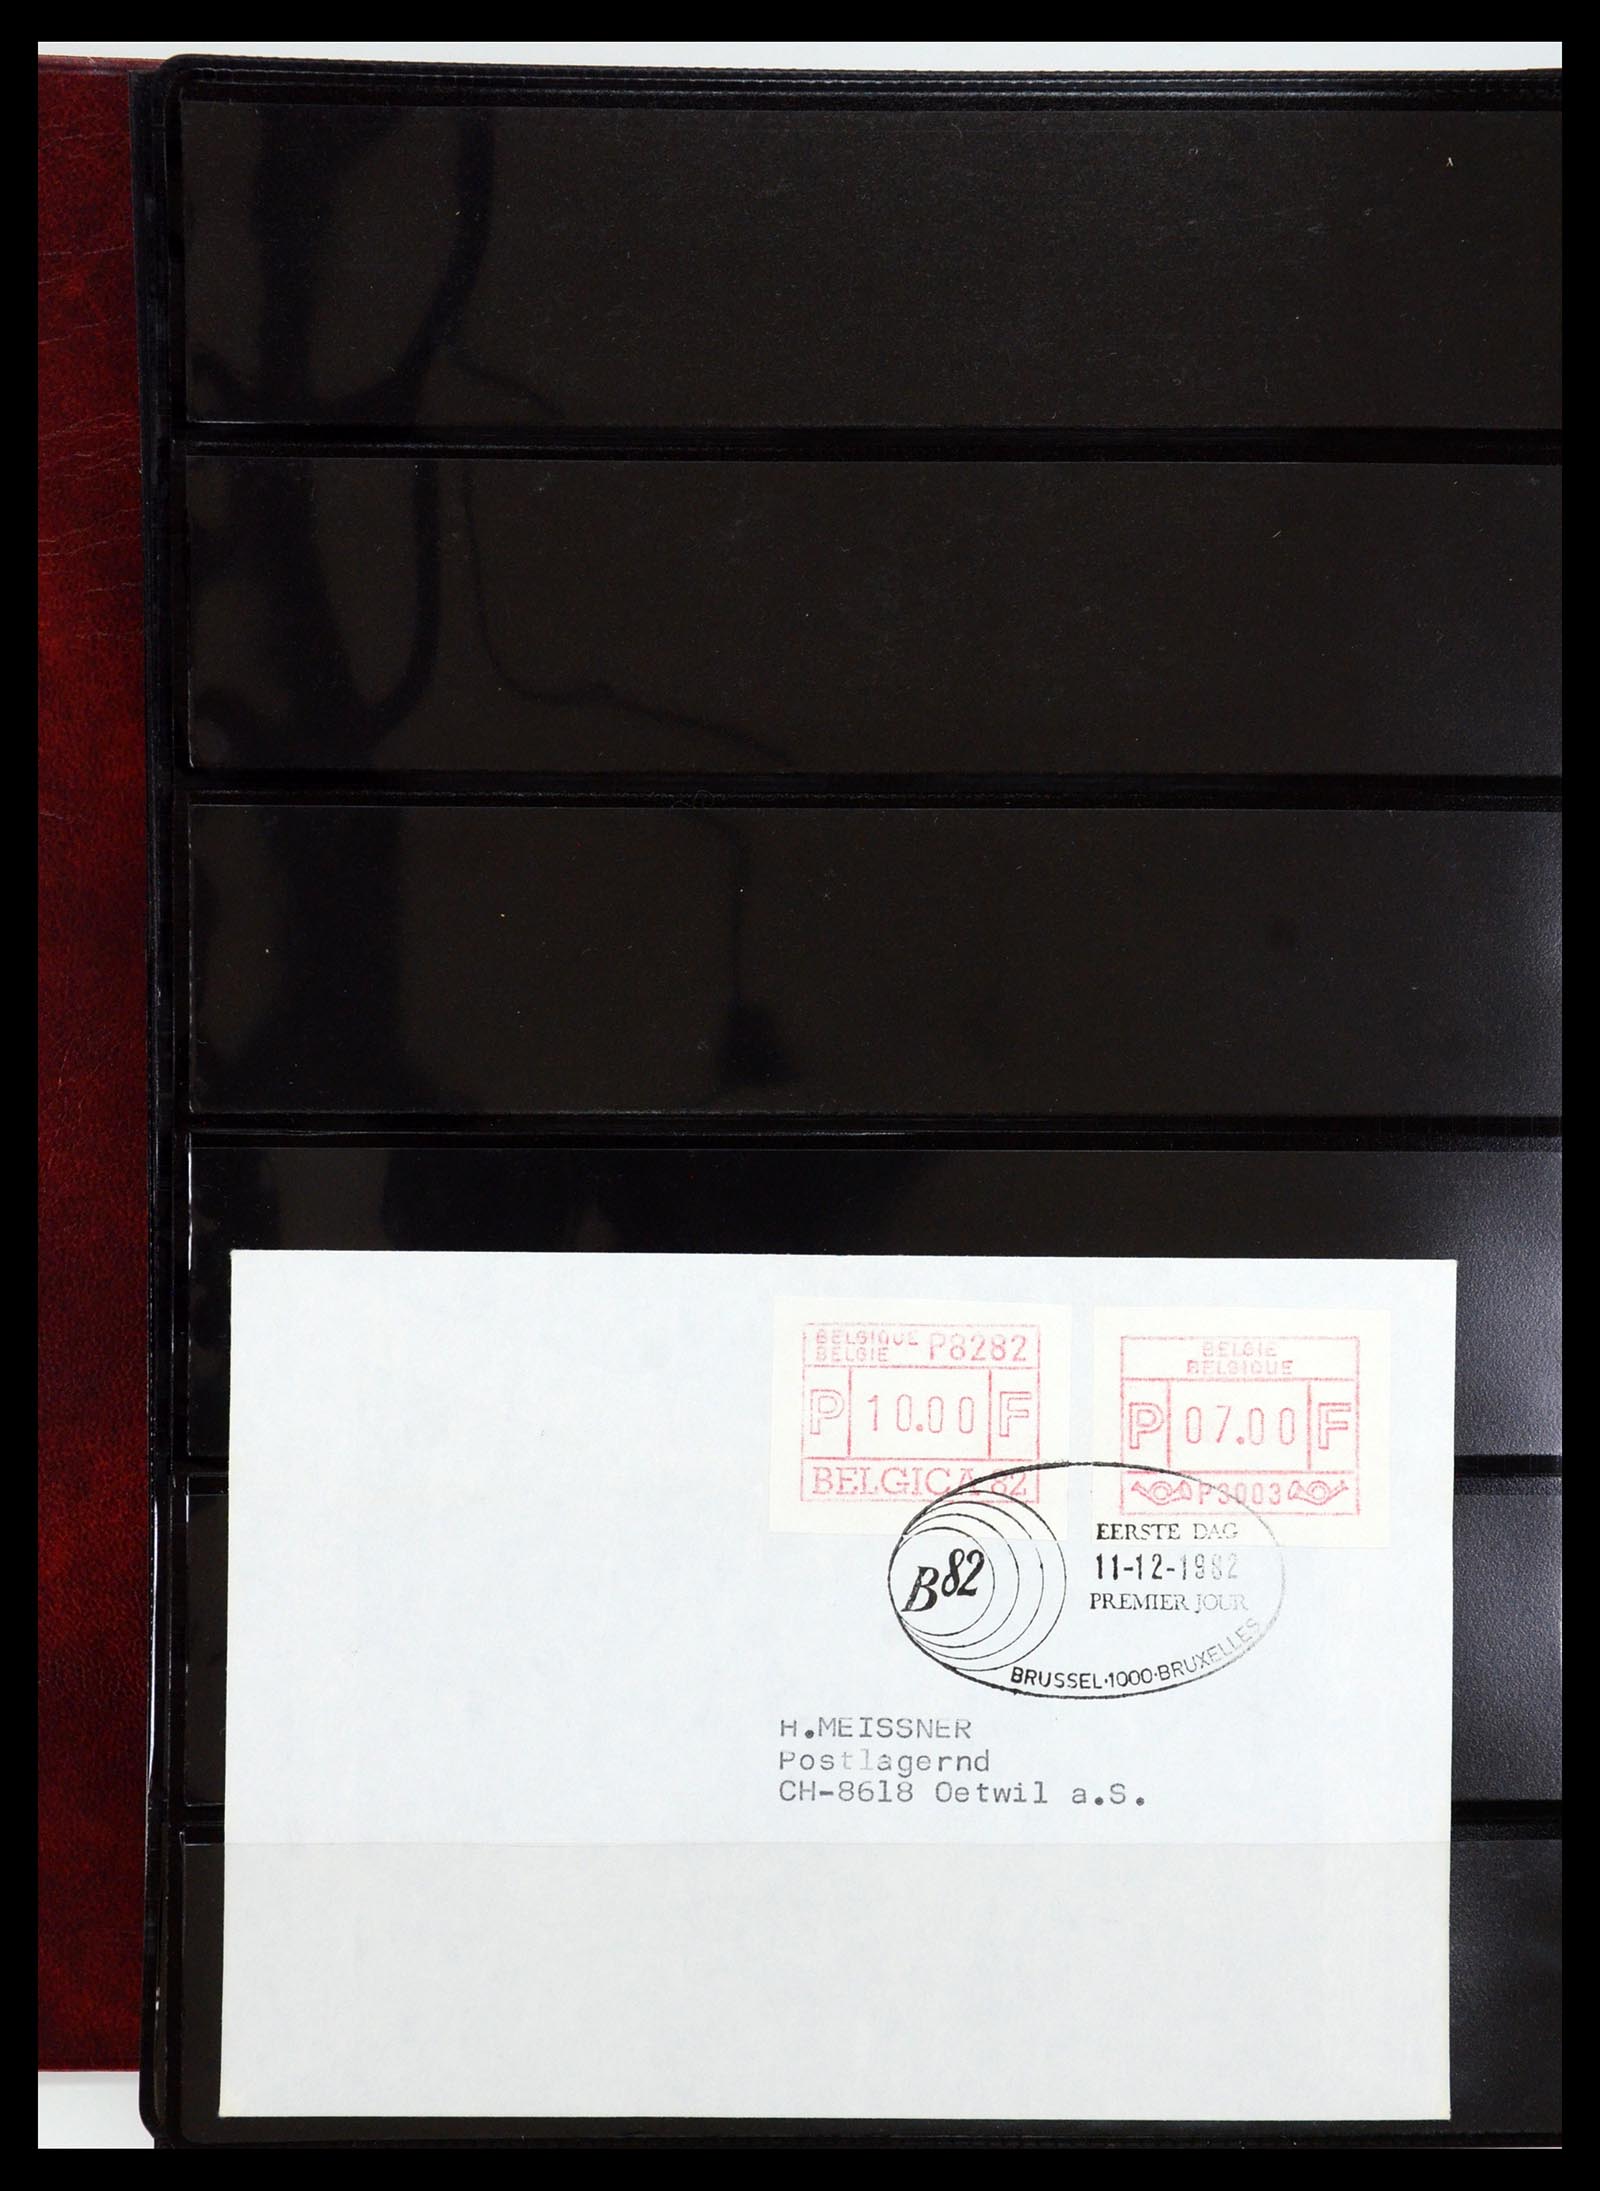 BELGIQUE P8282
BELGIE
P 10.00 F
BELGICA 82
BELGIE
BELGIQUE
P 07.00 F
P3003
B82
EERSTE DAG
11-12-1982
PREMIER JOUR
BRUSSEL·1000·BRUXELLES
H.MEISSNER
Postlagernd
CH-8618 Oetwil a.S.